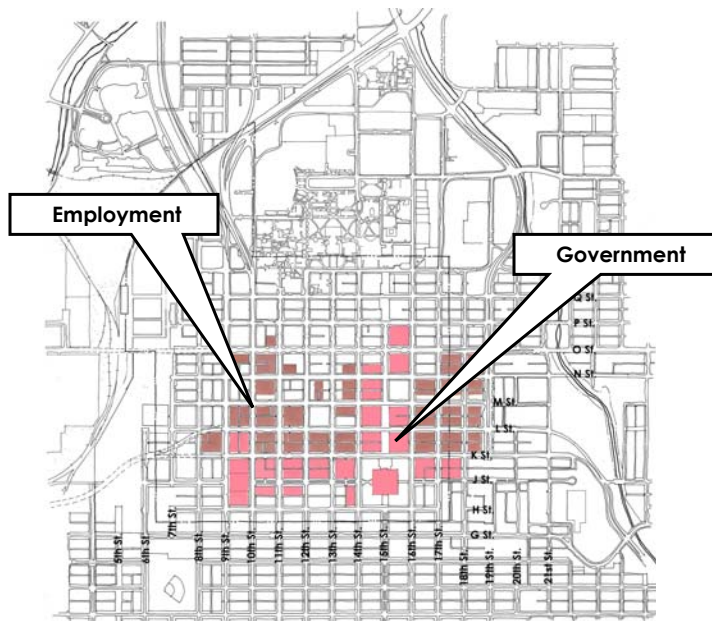 Employment
Government
Q St.
P St.
O St.
N St.
M St.
L St.
K St.
J St.
H St.
G St.
5th St.
6th St.
7th St.
8th St.
9th St.
10th St.
11th St.
12th St.
13th St.
14th St.
15th St.
16th St.
17th St.
18th St.
19th St.
20th St.
21st St.